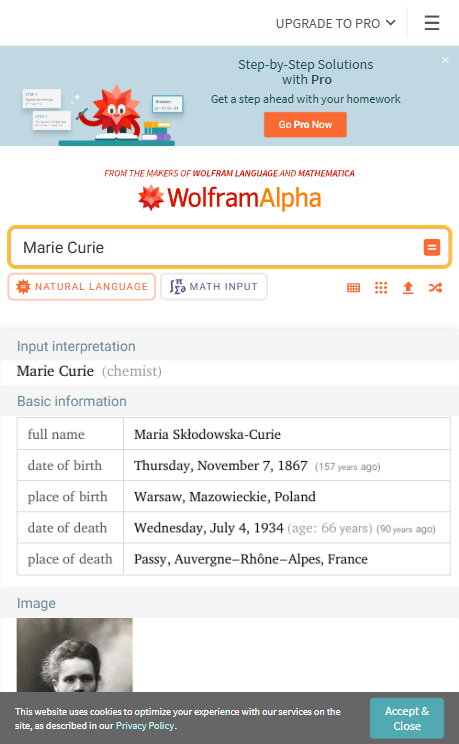 UPGRADE TO PRO
Step-by-Step Solutions
with Pro
Get a step ahead with your homework
Go Pro Now
FROM THE MAKERS OF WOLFRAM LANGUAGE AND MATHEMATICA
WolframAlpha
Marie Curie
NATURAL LANGUAGE
MATH INPUT
Input interpretation
Marie Curie (chemist)
Basic information
full name Maria Skłodowska-Curie
date of birth Thursday, November 7, 1867 (157 years ago)
place of birth Warsaw, Mazowieckie, Poland
date of death Wednesday, July 4, 1934 (age: 66 years) (90 years ago)
place of death Passy, Auvergne–Rhône–Alpes, France
Image
This website uses cookies to optimize your experience with our services on the
site, as described in our Privacy Policy.
Accept &
Close